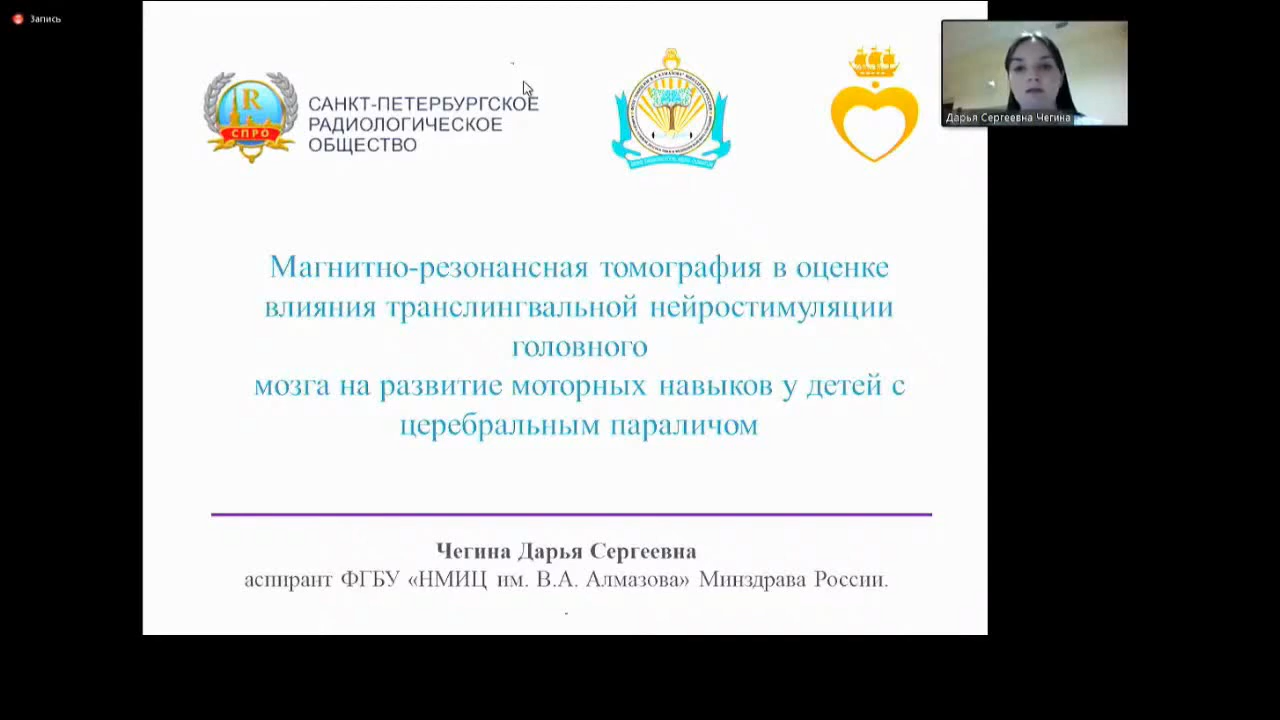 Запись
САНКТ-ПЕТЕРБУРГСКОЕ
РАДИОЛОГИЧЕСКОЕ
ОБЩЕСТВО
R
СПРО
Дарья Сергеевна Чегина
Магнитно-резонансная томография в оценке
влияния транслингвальной нейростимуляции
головного
мозга на развитие моторных навыков у детей с
церебральным параличом
Чегина Дарья Сергеевна
аспирант ФГБУ «НМИЦ им. В.А. Алмазова» Минздрава России.